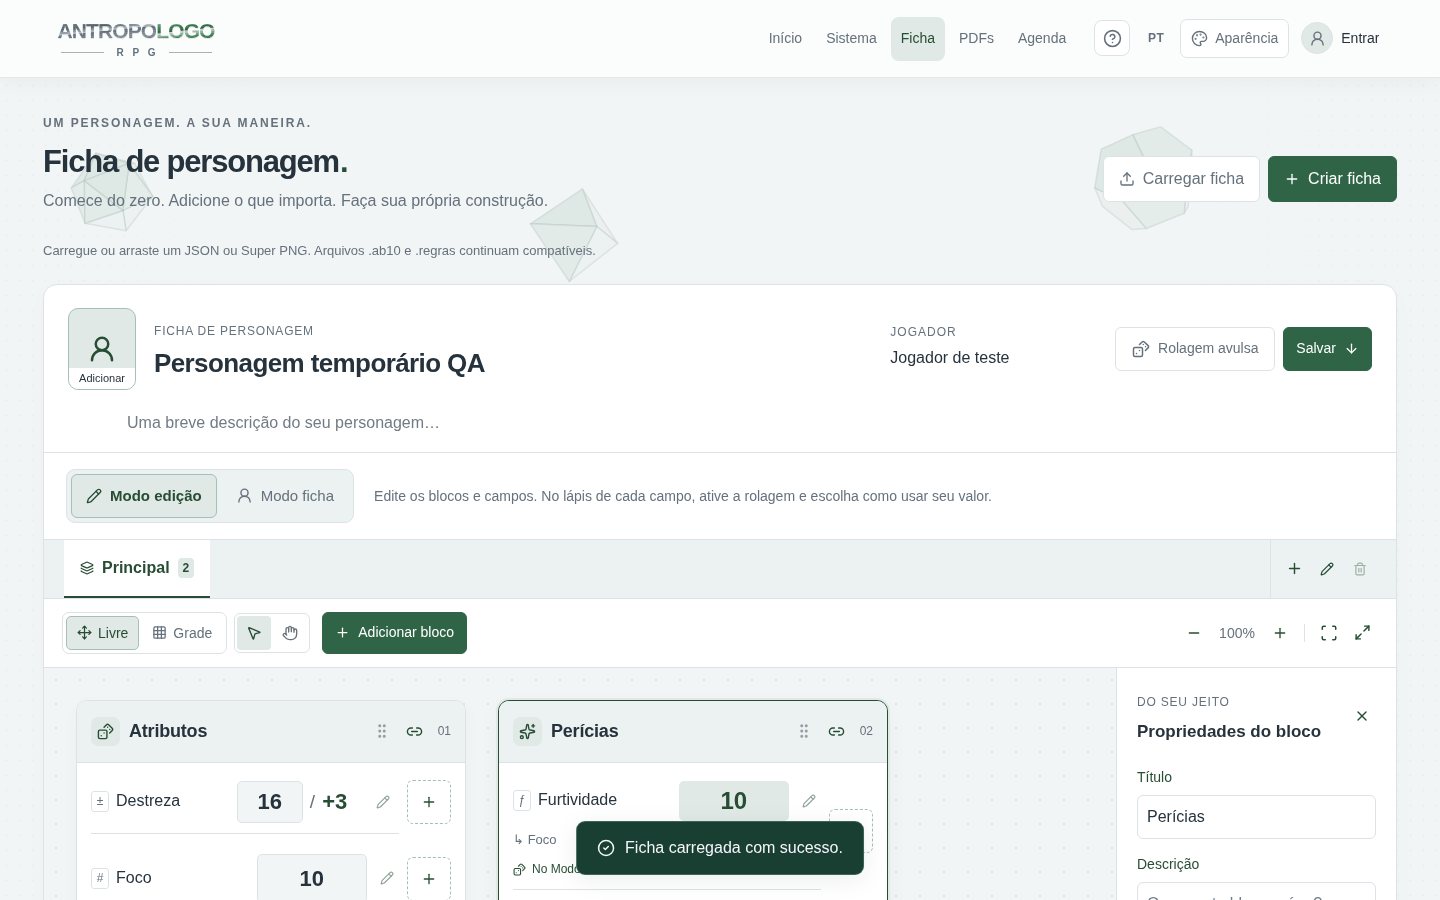 ANTROPOLOGO
RPG
Início Sistema Ficha PDFs Agenda PT Aparência Entrar
UM PERSONAGEM. A SUA MANEIRA.
Ficha de personagem.
Comece do zero. Adicione o que importa. Faça sua própria construção.
Carregar ficha + Criar ficha
Carregue ou arraste um JSON ou Super PNG. Arquivos .ab10 e .regras continuam compatíveis.
Adicionar
FICHA DE PERSONAGEM
Personagem temporário QA
JOGADOR
Jogador de teste
Rolagem avulsa Salvar
Uma breve descrição do seu personagem…
Modo edição Modo ficha Edite os blocos e campos. No lápis de cada campo, ative a rolagem e escolha como usar seu valor.
Principal 2
Livre Grade + Adicionar bloco − 100% +
Atributos 01
± Destreza 16 / +3 +
# Foco 10 +
Perícias 02
ƒ Furtividade 10
↳ Foco
No Modo
Ficha carregada com sucesso.
DO SEU JEITO
Propriedades do bloco
Título
Perícias
Descrição